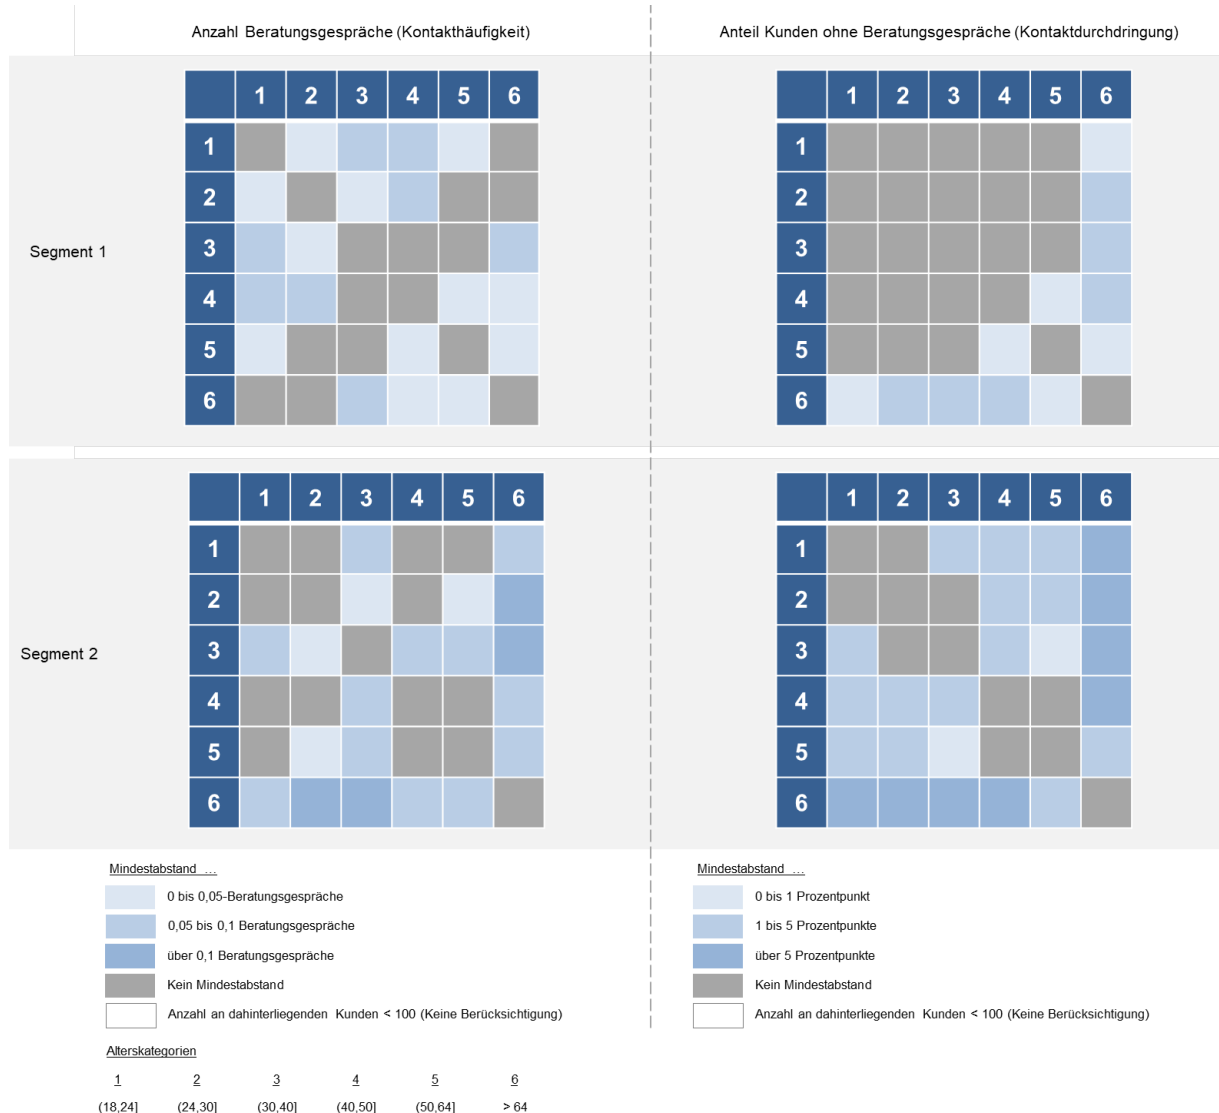 Anzahl Beratungsgespräche (Kontakthäufigkeit)
Anteil Kunden ohne Beratungsgespräche (Kontaktdurchdringung)
Segment 1
1 2 3 4 5 6
1
2
3
4
5
6
1 2 3 4 5 6
1
2
3
4
5
6
Segment 2
1 2 3 4 5 6
1
2
3
4
5
6
1 2 3 4 5 6
1
2
3
4
5
6
Mindestabstand ...
0 bis 0,05-Beratungsgespräche
0,05 bis 0,1 Beratungsgespräche
über 0,1 Beratungsgespräche
Kein Mindestabstand
Anzahl an dahinterliegenden Kunden < 100 (Keine Berücksichtigung)
Mindestabstand ...
0 bis 1 Prozentpunkt
1 bis 5 Prozentpunkte
über 5 Prozentpunkte
Kein Mindestabstand
Anzahl an dahinterliegenden Kunden < 100 (Keine Berücksichtigung)
Alterskategorien
1 2 3 4 5 6
(18,24] (24,30] (30,40] (40,50] (50,64] > 64